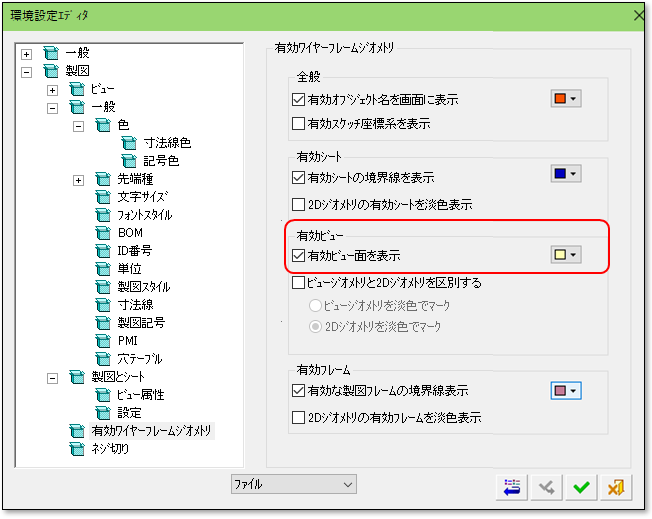 環境設定エディタ
一般
製図
ビュー
一般
色
寸法線色
記号色
先端種
文字サイズ
フォントスタイル
BOM
ID番号
単位
製図スタイル
寸法線
製図記号
PMI
穴テーブル
製図とシート
ビュー属性
設定
有効ワイヤーフレームジオメトリ
ネジ切り
有効ワイヤーフレームジオメトリ
全般
有効オブジェクト名を画面に表示
有効スケッチ座標系を表示
有効シート
有効シートの境界線を表示
2Dジオメトリの有効シートを淡色表示
有効ビュー
有効ビュー面を表示
ビュージオメトリと2Dジオメトリを区別する
ビュージオメトリを淡色でマーク
2Dジオメトリを淡色でマーク
有効フレーム
有効な製図フレームの境界線表示
2Dジオメトリの有効フレームを淡色表示
ファイル